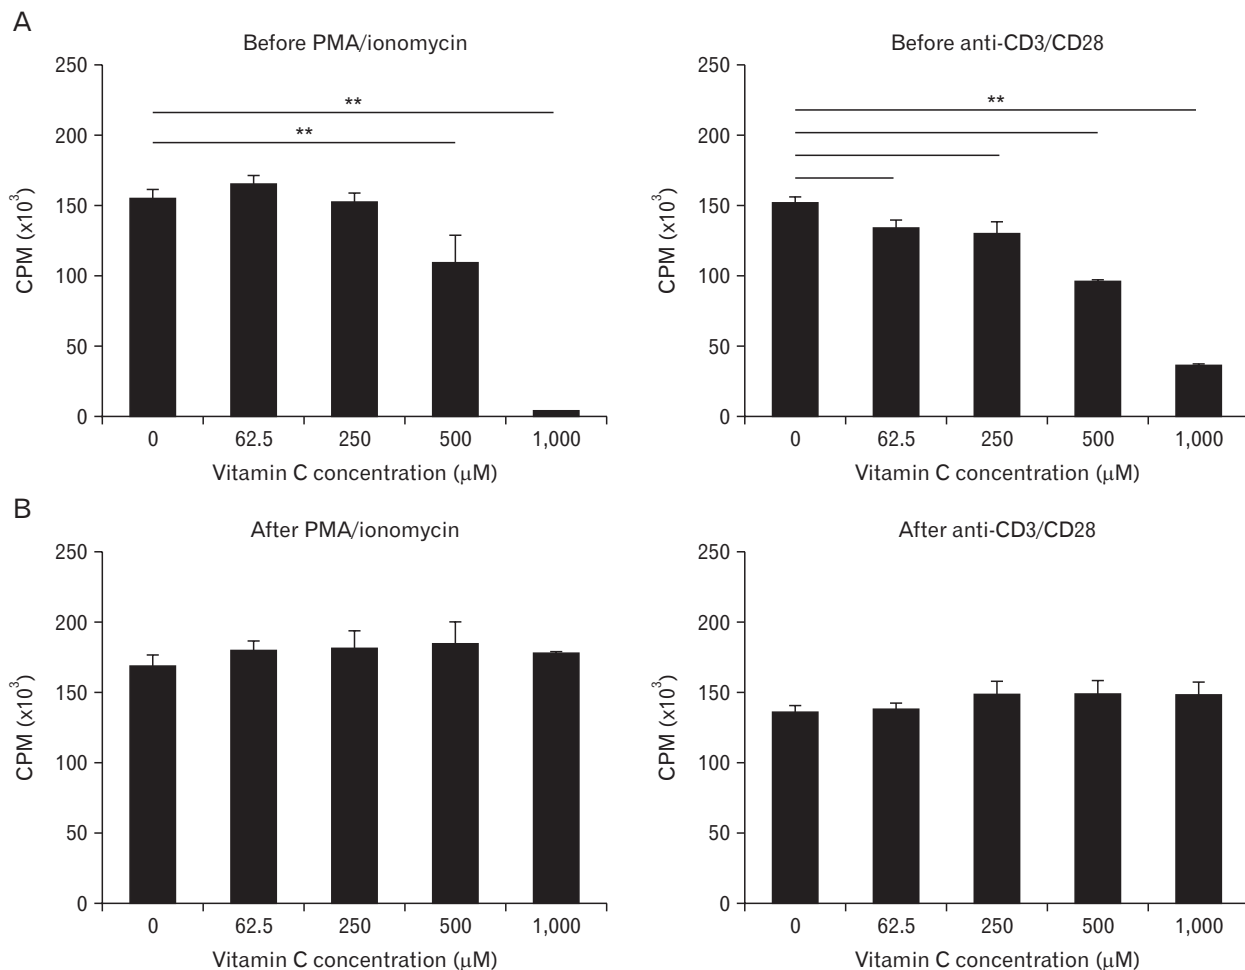 A
Before PMA/ionomycin
250
200
150
100
50
0
CPM (x10³)
**
**
0 62.5 250 500 1,000
Vitamin C concentration (μM)
Before anti-CD3/CD28
250
200
150
100
50
0
CPM (x10³)
**
0 62.5 250 500 1,000
Vitamin C concentration (μM)
B
After PMA/ionomycin
250
200
150
100
50
0
CPM (x10³)
0 62.5 250 500 1,000
Vitamin C concentration (μM)
After anti-CD3/CD28
250
200
150
100
50
0
CPM (x10³)
0 62.5 250 500 1,000
Vitamin C concentration (μM)